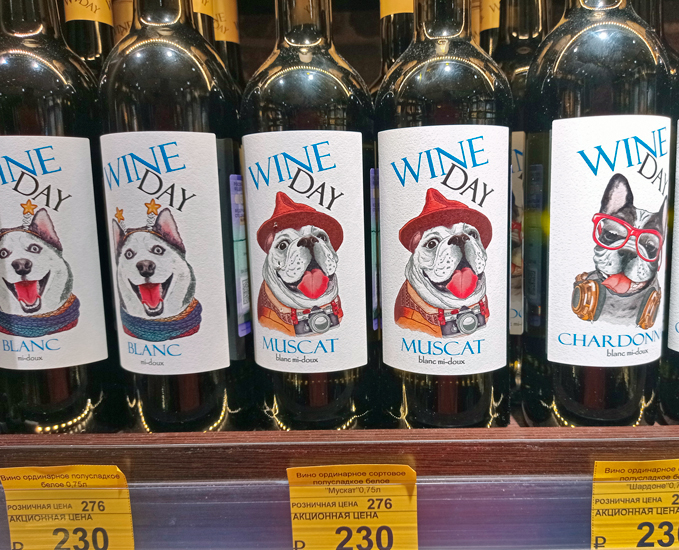 WINE
DAY
BLANC
mi-doux
WINE
DAY
BLANC
mi-doux
WINE
DAY
MUSCAT
blanc mi-doux
WINE
DAY
MUSCAT
blanc mi-doux
WINE
DAY
blanc mi-doux
Вино ординарное полусладкое
белое 0,75л
РОЗНИЧНАЯ ЦЕНА 276
АКЦИОННАЯ ЦЕНА
₽ 230
Вино ординарное сортовое
полусладкое белое
"Мускат"0,75л
РОЗНИЧНАЯ ЦЕНА 276
АКЦИОННАЯ ЦЕНА
₽ 230
Вино ординарное
полусладкое
"Шардоне"
РОЗНИЧНАЯ ЦЕНА
АКЦИОННАЯ ЦЕНА
₽